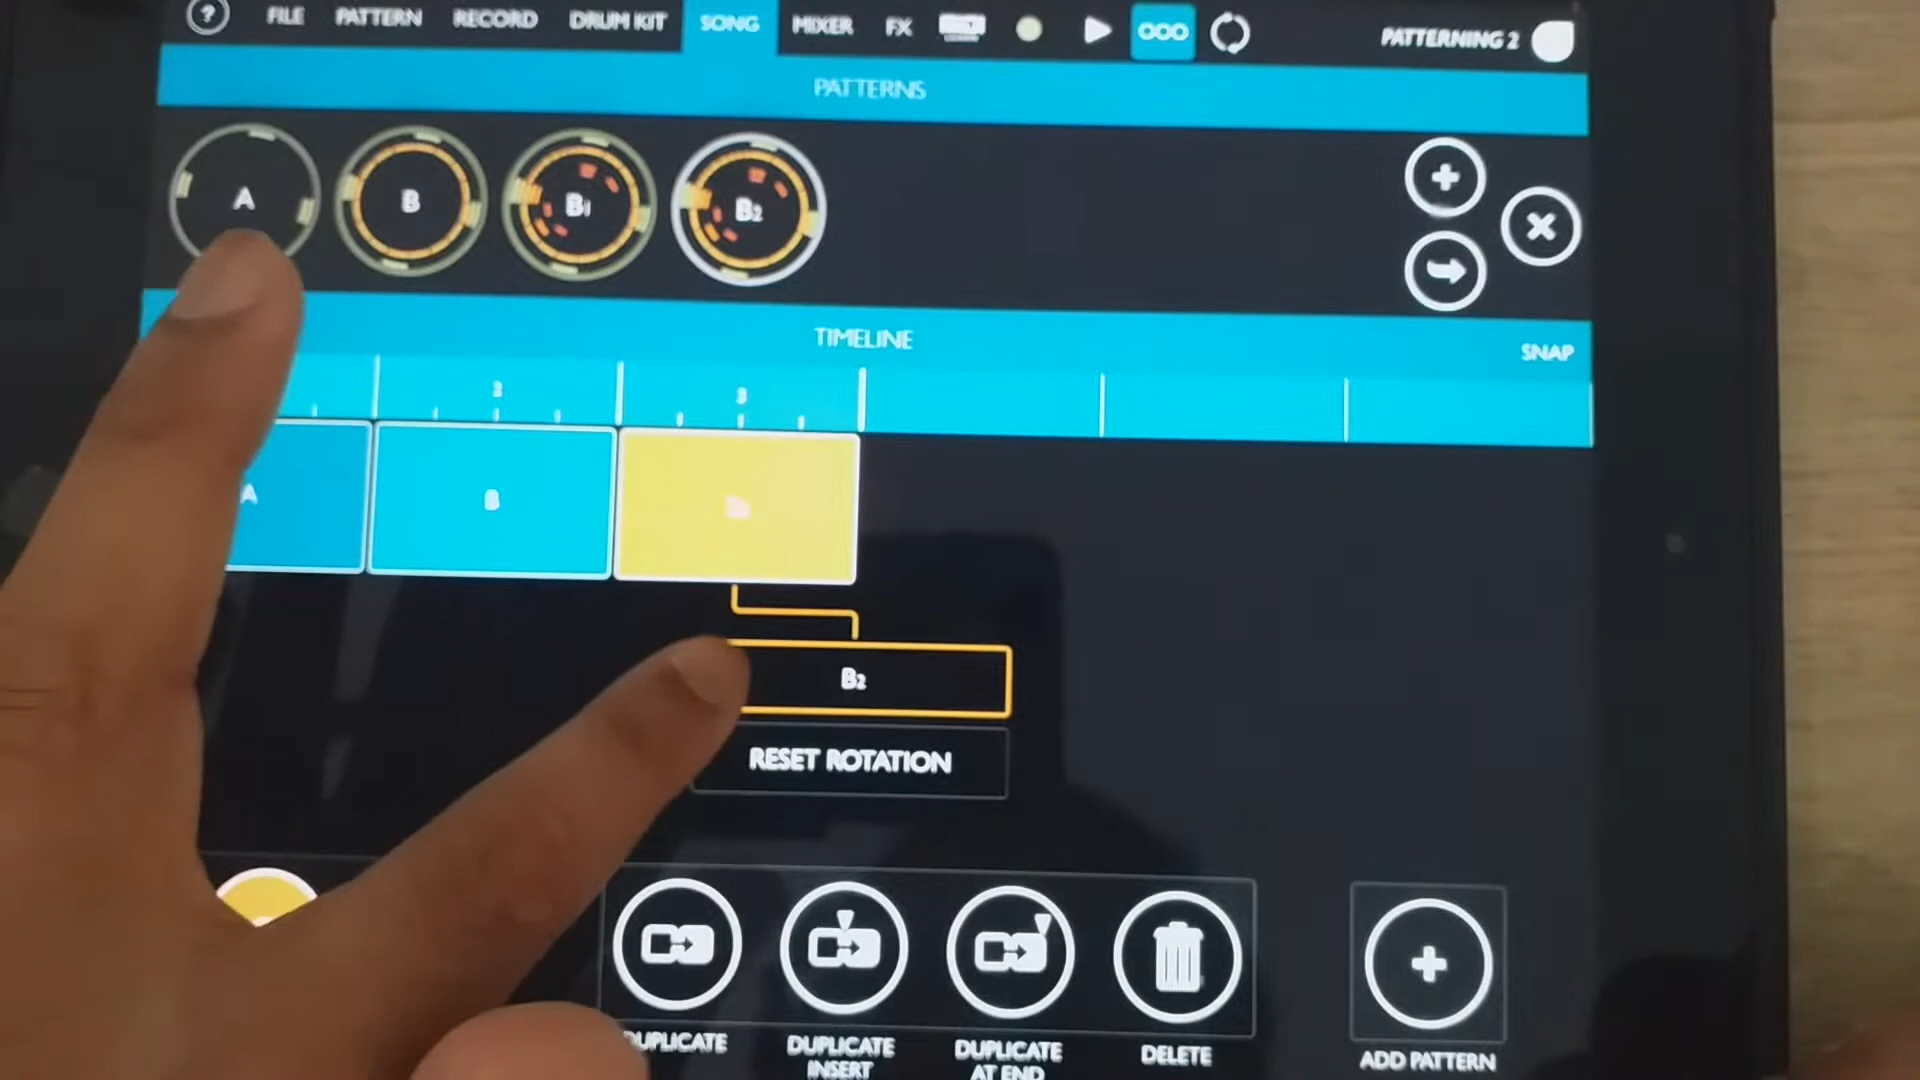 ?
FILE PATTERN RECORD DRUM KIT SONG MIXER FX PATTERNING 2
PATTERNS
A B B1 B2
TIMELINE
SNAP
2 3
A B
B2
RESET ROTATION
DUPLICATE
DUPLICATE INSERT
DUPLICATE AT END
DELETE
ADD PATTERN